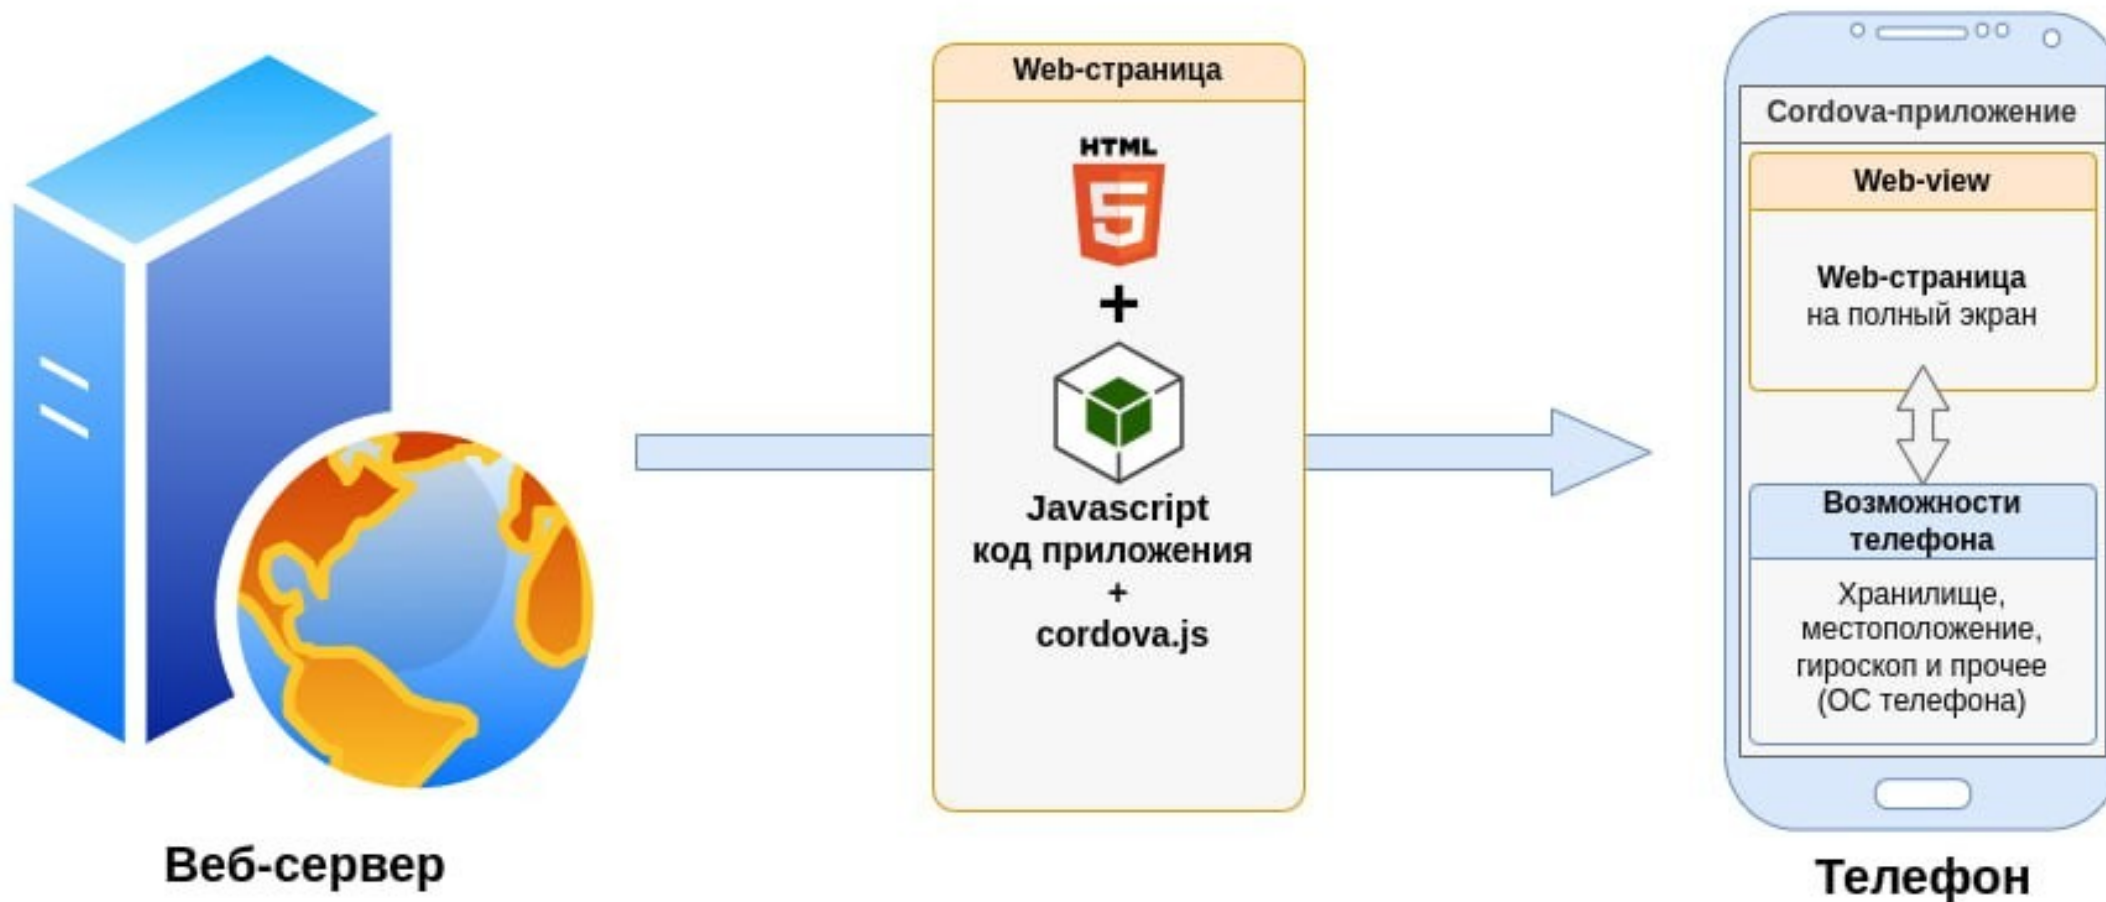 Веб-сервер
Web-страница
HTML
5
+
Javascript
код приложения
+
cordova.js
Cordova-приложение
Web-view
Web-страница
на полный экран
Возможности
телефона
Хранилище,
местоположение,
гироскоп и прочее
(ОС телефона)
Телефон